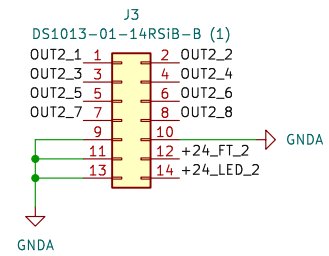 J3
DS1013-01-14RSiB-B (1)
OUT2_1 1 2 OUT2_2
OUT2_3 3 4 OUT2_4
OUT2_5 5 6 OUT2_6
OUT2_7 7 8 OUT2_8
9 10 GNDA
11 12 +24_FT_2
13 14 +24_LED_2
GNDA